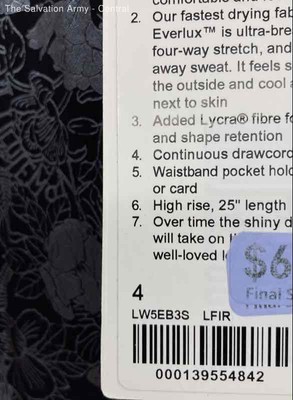 The Salvation Army - Central
comfortable and
2. Our fastest drying fab
Everlux™ is ultra-bre
four-way stretch, and
away sweat. It feels s
the outside and cool a
next to skin
3. Added Lycra® fibre fo
and shape retention
4. Continuous drawcord
5. Waistband pocket hold
or card
6. High rise, 25" length
7. Over time the shiny d
will take on
well-loved
$6
Final S
4
LW5EB3S LFIR
000139554842